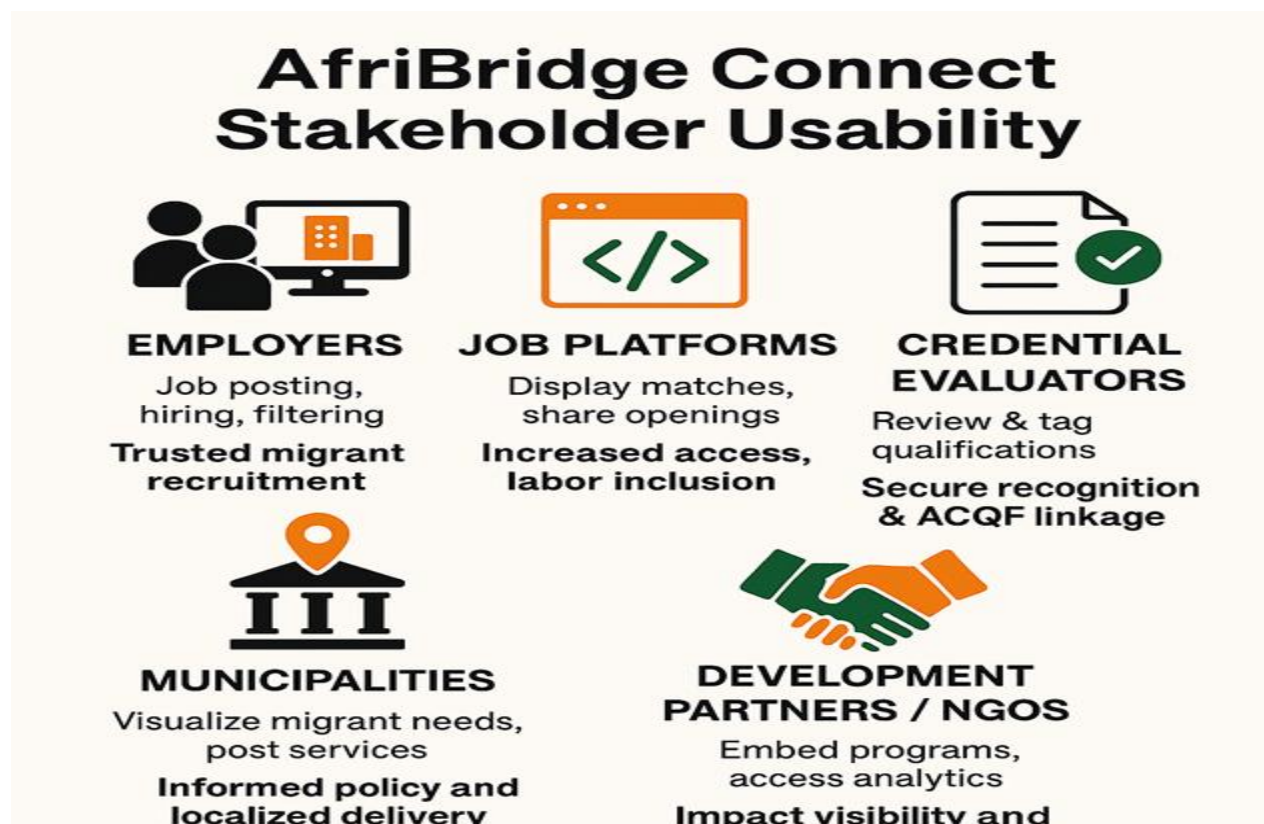 AfriBridge Connect
Stakeholder Usability
</>
EMPLOYERS
Job posting,
hiring, filtering
Trusted migrant
recruitment
JOB PLATFORMS
Display matches,
share openings
Increased access,
labor inclusion
CREDENTIAL
EVALUATORS
Review & tag
qualifications
Secure recognition
& ACQF linkage
MUNICIPALITIES
Visualize migrant needs,
post services
Informed policy and
localized delivery
DEVELOPMENT
PARTNERS / NGOS
Embed programs,
access analytics
Impact visibility and